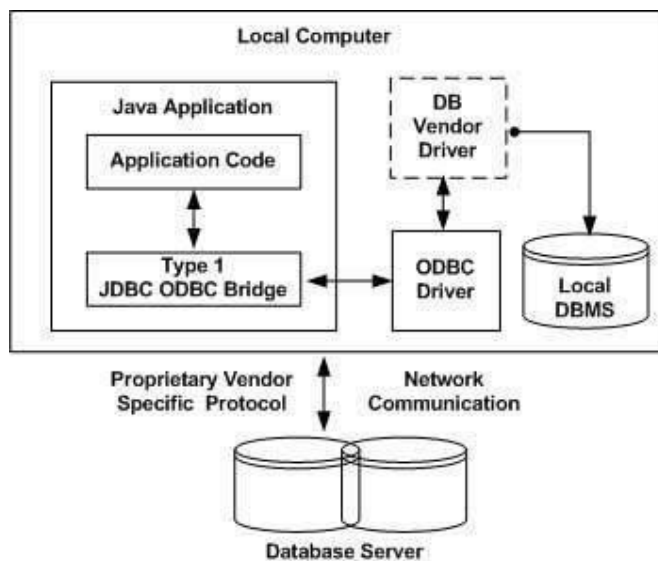 Local Computer
Java Application
Application Code
Type 1
JDBC ODBC Bridge
DB
Vendor
Driver
ODBC
Driver
Local
DBMS
Proprietary Vendor
Specific Protocol
Network
Communication
Database Server